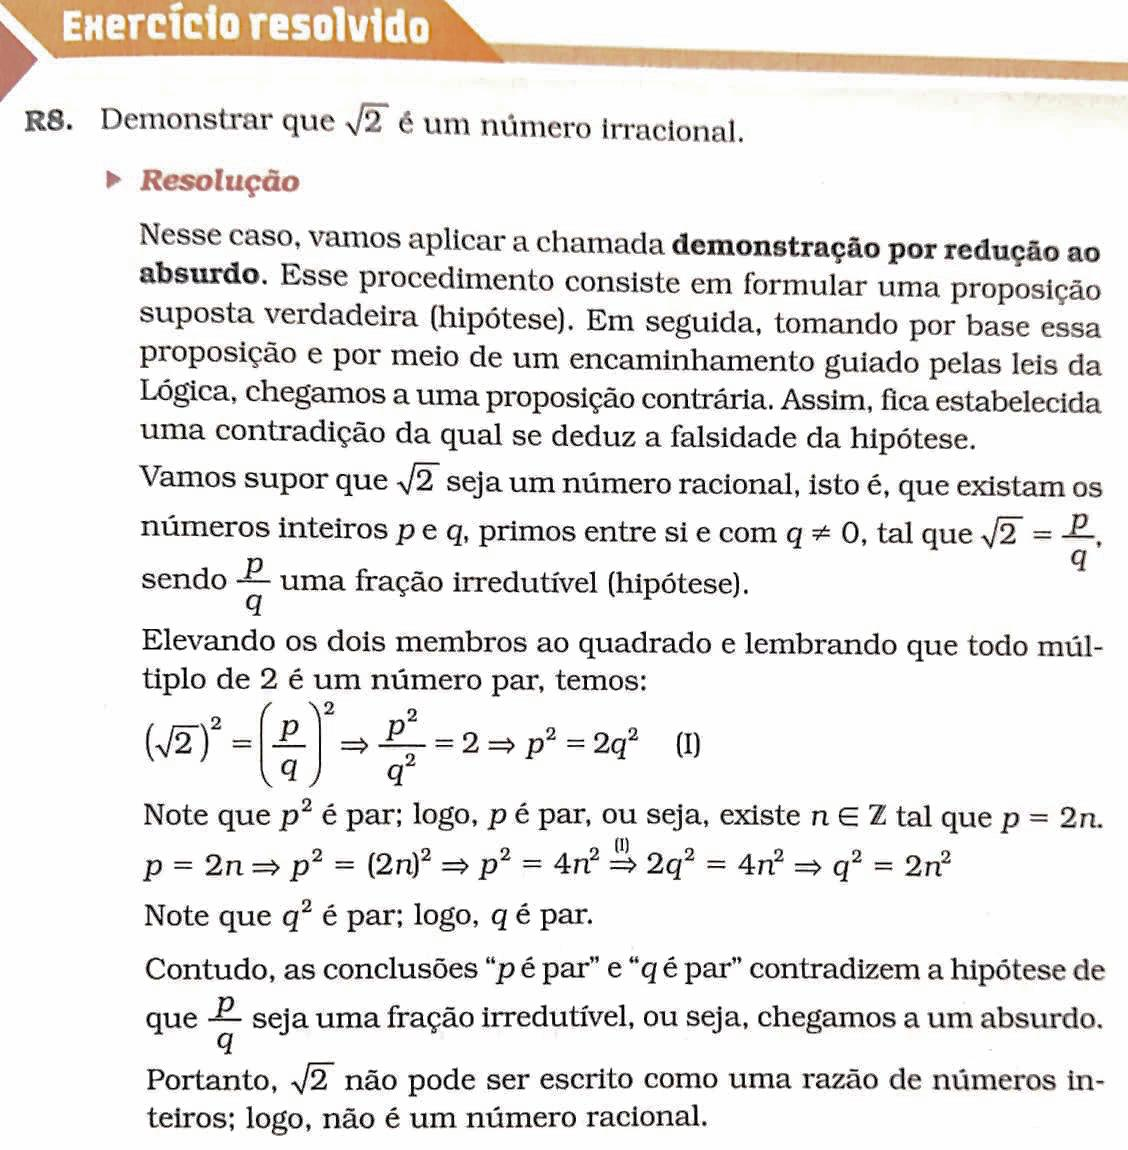 Exercício resolvido
R8. Demonstrar que √2 é um número irracional.
▶ Resolução
Nesse caso, vamos aplicar a chamada demonstração por redução ao
absurdo. Esse procedimento consiste em formular uma proposição
suposta verdadeira (hipótese). Em seguida, tomando por base essa
proposição e por meio de um encaminhamento guiado pelas leis da
Lógica, chegamos a uma proposição contrária. Assim, fica estabelecida
uma contradição da qual se deduz a falsidade da hipótese.
Vamos supor que √2 seja um número racional, isto é, que existam os
números inteiros p e q, primos entre si e com q ≠ 0, tal que √2 = p/q,
sendo p/q uma fração irredutível (hipótese).
Elevando os dois membros ao quadrado e lembrando que todo múl-
tiplo de 2 é um número par, temos:
(√2)² = (p/q)² ⇒ p²/q² = 2 ⇒ p² = 2q² (I)
Note que p² é par; logo, p é par, ou seja, existe n ∈ ℤ tal que p = 2n.
p = 2n ⇒ p² = (2n)² ⇒ p² = 4n² (I)⇒ 2q² = 4n² ⇒ q² = 2n²
Note que q² é par; logo, q é par.
Contudo, as conclusões “p é par” e “q é par” contradizem a hipótese de
que p/q seja uma fração irredutível, ou seja, chegamos a um absurdo.
Portanto, √2 não pode ser escrito como uma razão de números in-
teiros; logo, não é um número racional.